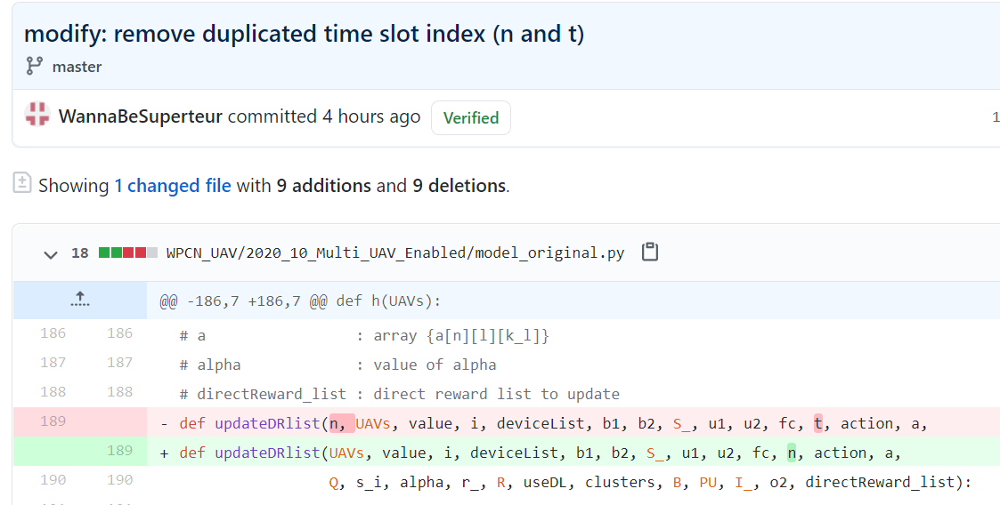 modify: remove duplicated time slot index (n and t)
master
WannaBeSuperteur committed 4 hours ago Verified 1
Showing 1 changed file with 9 additions and 9 deletions.
18 WPCN_UAV/2020_10_Multi_UAV_Enabled/model_original.py
@@ -186,7 +186,7 @@ def h(UAVs):
186 186 # a : array {a[n][l][k_l]}
187 187 # alpha : value of alpha
188 188 # directReward_list : direct reward list to update
189 - def updateDRlist(n, UAVs, value, i, deviceList, b1, b2, S_, u1, u2, fc, t, action, a,
189 + def updateDRlist(UAVs, value, i, deviceList, b1, b2, S_, u1, u2, fc, n, action, a,
190 190 Q, s_i, alpha, r_, R, useDL, clusters, B, PU, I_, o2, directReward_list):